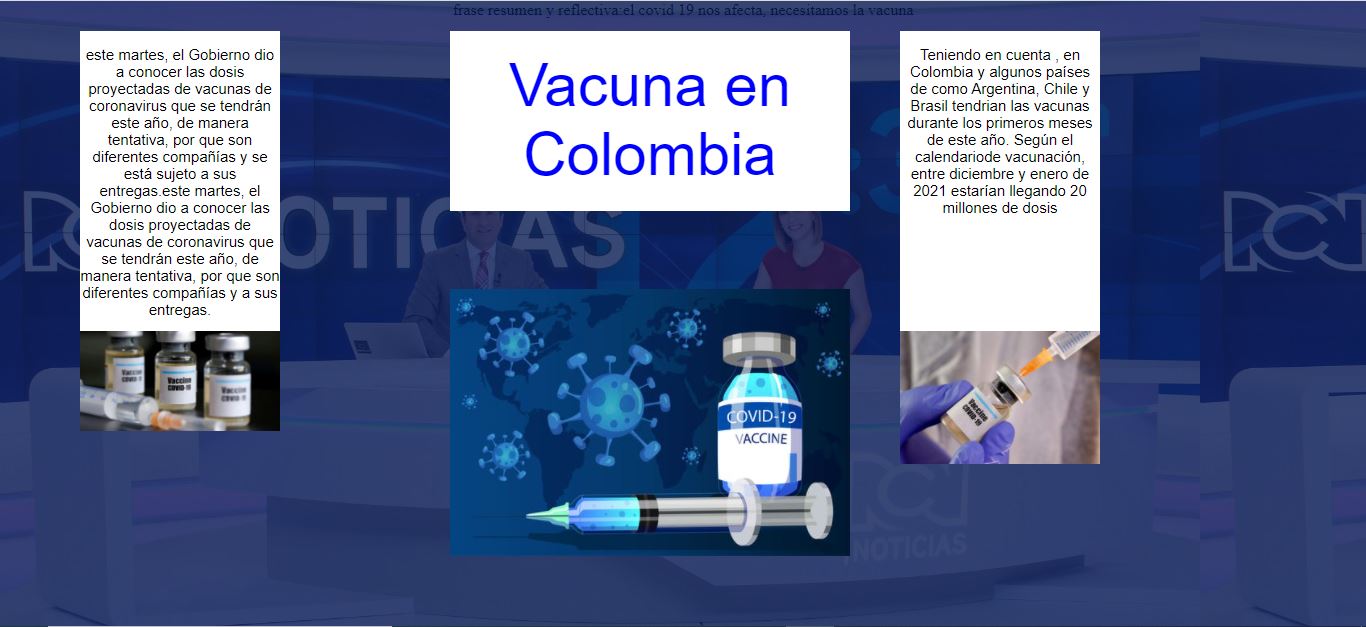 frase resumen y reflectiva:el covid 19 nos afecta, necesitamos la vacuna
este martes, el Gobierno dio
a conocer las dosis
proyectadas de vacunas de
coronavirus que se tendrán
este año, de manera
tentativa, por que son
diferentes compañías y se
está sujeto a sus
entregas.este martes, el
Gobierno dio a conocer las
dosis proyectadas de
vacunas de coronavirus que
se tendrán este año, de
manera tentativa, por que son
diferentes compañías y a sus
entregas.
Vacuna en
Colombia
Teniendo en cuenta , en
Colombia y algunos países
de como Argentina, Chile y
Brasil tendrian las vacunas
durante los primeros meses
de este año. Según el
calendariode vacunación,
entre diciembre y enero de
2021 estarían llegando 20
millones de dosis
RCN
NOTICIAS
RCN
Vaccine
COVID-19
Vaccine
COVID-19
Vaccine
COVID-19
COVID-19
VACCINE
Vaccine
COVID-19
RCN
NOTICIAS